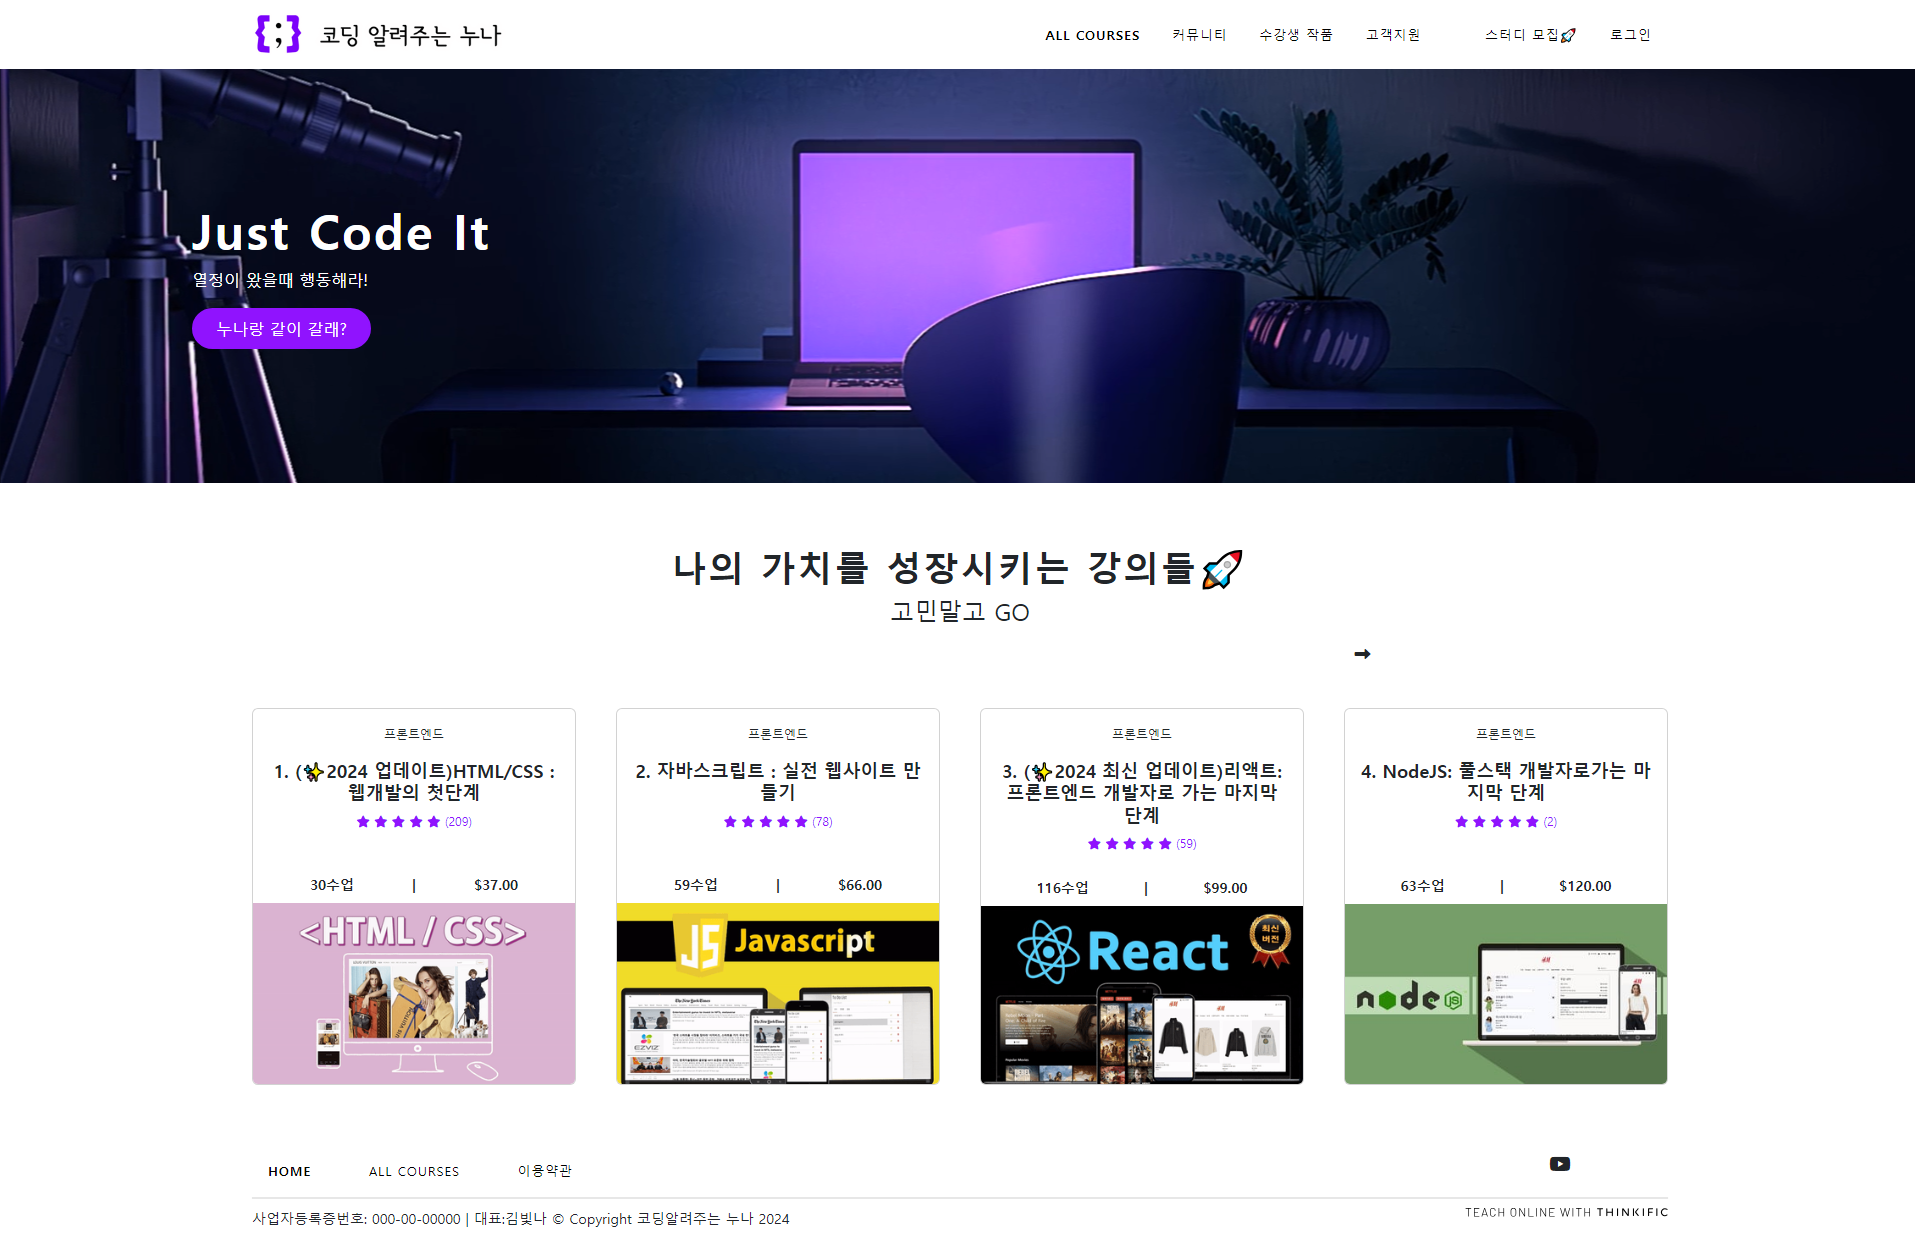 {;} 코딩 알려주는 누나
ALL COURSES 커뮤니티 수강생 작품 고객지원 스터디 모집🚀 로그인
Just Code It
열정이 왔을때 행동해라!
누나랑 같이 갈래?
나의 가치를 성장시키는 강의들🚀
고민말고 GO
프론트엔드
1. (✨2024 업데이트)HTML/CSS :
웹개발의 첫단계
(209)
30수업 | $37.00
<HTML / CSS>
프론트엔드
2. 자바스크립트 : 실전 웹사이트 만
들기
(78)
59수업 | $66.00
JS Javascript
The New York Times
EZVIZ
프론트엔드
3. (✨2024 최신 업데이트)리액트:
프론트엔드 개발자로 가는 마지막
단계
(59)
116수업 | $99.00
React
최신
버전
프론트엔드
4. NodeJS: 풀스택 개발자로가는 마
지막 단계
(2)
63수업 | $120.00
node JS
HOME ALL COURSES 이용약관
사업자등록증번호: 000-00-00000 | 대표:김빛나 © Copyright 코딩알려주는 누나 2024
TEACH ONLINE WITH THINKIFIC